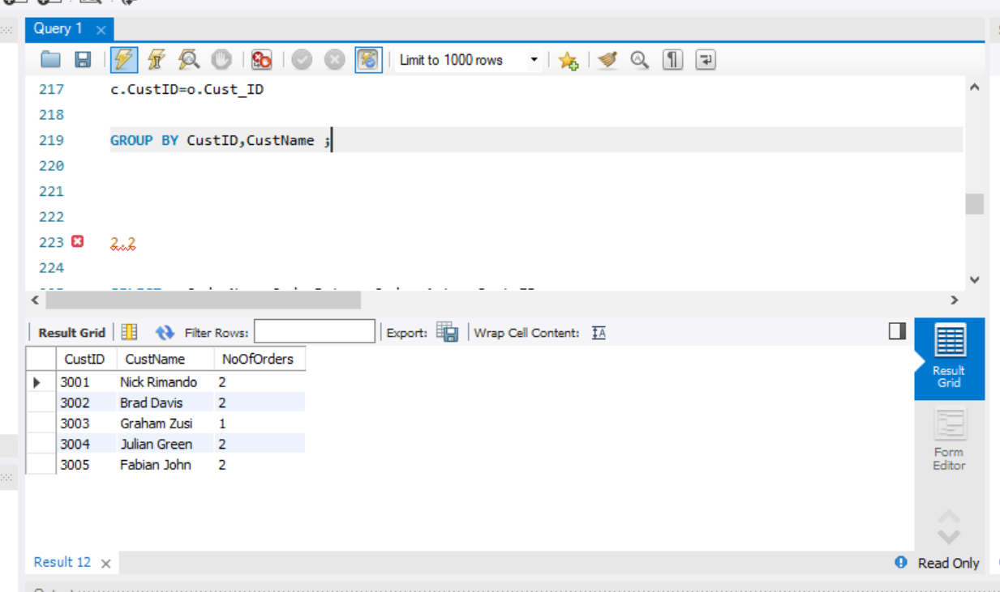 Query 1
Limit to 1000 rows
217 c.CustID=o.Cust_ID
218
219 GROUP BY CustID,CustName ;
220
221
222
223 2.2
224
Result Grid Filter Rows: Export: Wrap Cell Content:
CustID CustName NoOfOrders
3001 Nick Rimando 2
3002 Brad Davis 2
3003 Graham Zusi 1
3004 Julian Green 2
3005 Fabian John 2
Result
Grid
Form
Editor
Result 12
Read Only